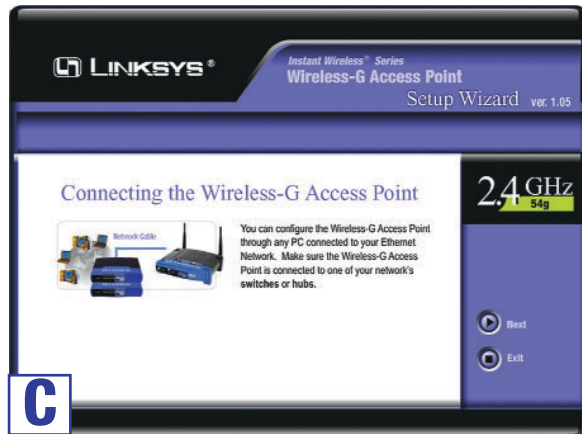 LINKSYS®
Instant Wireless® Series
Wireless-G Access Point
Setup Wizard ver. 1.05
2.4 GHz
54g
Connecting the Wireless-G Access Point
Network Cable
You can configure the Wireless-G Access Point
through any PC connected to your Ethernet
Network. Make sure the Wireless-G Access
Point is connected to one of your network's
switches or hubs.
Next
Exit
C